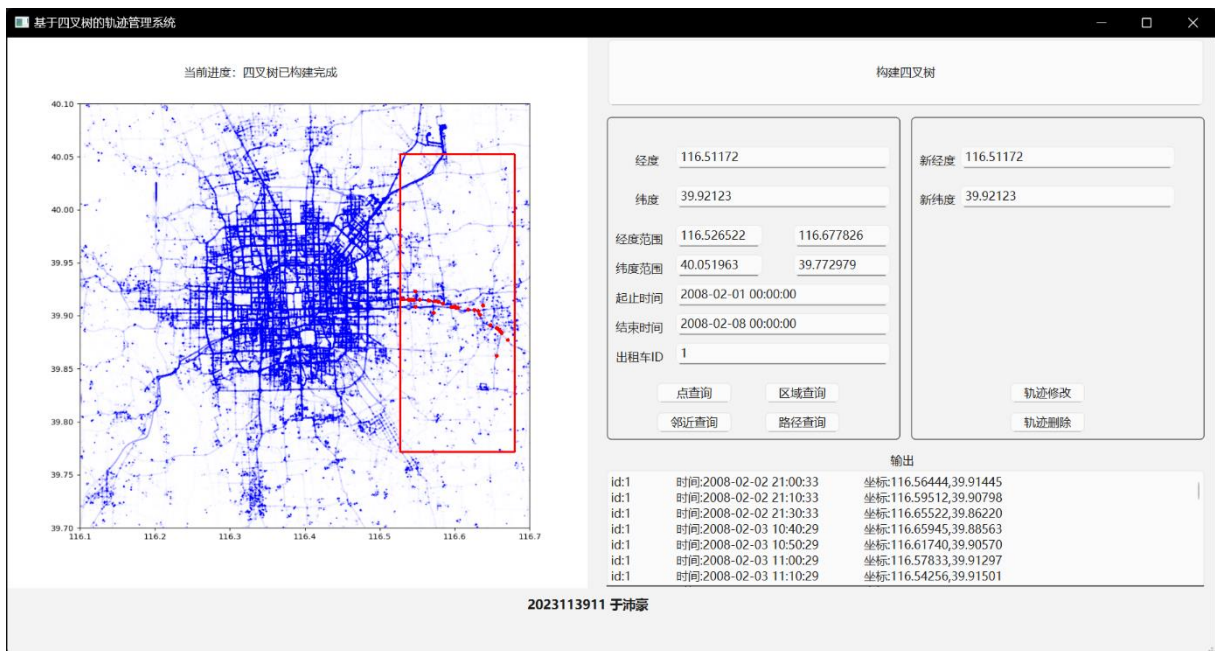 基于四叉树的轨迹管理系统
当前进度：四叉树已构建完成
40.10
40.05
40.00
39.95
39.90
39.85
39.80
39.75
39.70
116.1 116.2 116.3 116.4 116.5 116.6 116.7
构建四叉树
经度 116.51172
纬度 39.92123
经度范围 116.526522 116.677826
纬度范围 40.051963 39.772979
起止时间 2008-02-01 00:00:00
结束时间 2008-02-08 00:00:00
出租车ID 1
点查询 区域查询
邻近查询 路径查询
新经度 116.51172
新纬度 39.92123
轨迹修改
轨迹删除
输出
id:1 时间:2008-02-02 21:00:33 坐标:116.56444,39.91445
id:1 时间:2008-02-02 21:10:33 坐标:116.59512,39.90798
id:1 时间:2008-02-02 21:30:33 坐标:116.65522,39.86220
id:1 时间:2008-02-03 10:40:29 坐标:116.65945,39.88563
id:1 时间:2008-02-03 10:50:29 坐标:116.61740,39.90570
id:1 时间:2008-02-03 11:00:29 坐标:116.57833,39.91297
id:1 时间:2008-02-03 11:10:29 坐标:116.54256,39.91501
2023113911 于沛豪